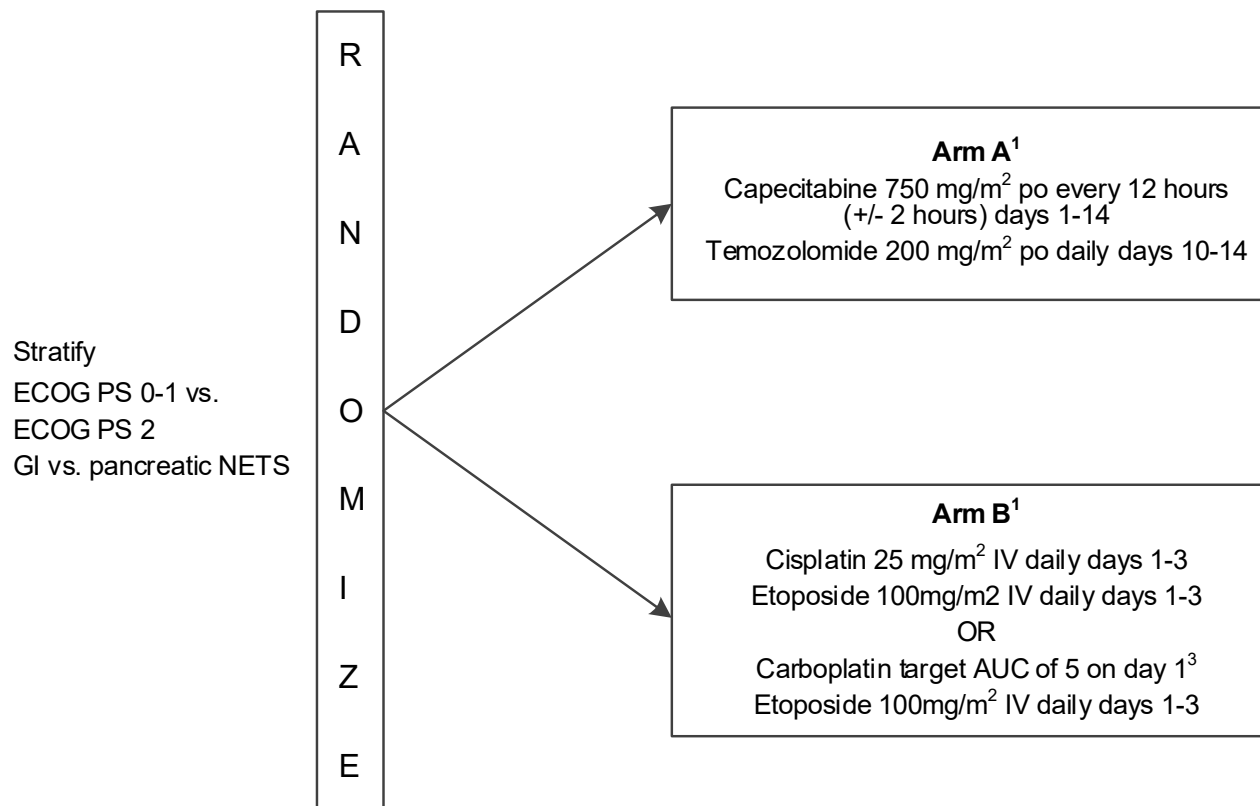 Stratify
ECOG PS 0-1 vs.
ECOG PS 2
GI vs. pancreatic NETS
R
A
N
D
O
M
I
Z
E
Arm A¹
Capecitabine 750 mg/m² po every 12 hours
(+/- 2 hours) days 1-14
Temozolomide 200 mg/m² po daily days 10-14
Arm B¹
Cisplatin 25 mg/m² IV daily days 1-3
Etoposide 100mg/m2 IV daily days 1-3
OR
Carboplatin target AUC of 5 on day 1³
Etoposide 100mg/m² IV daily days 1-3